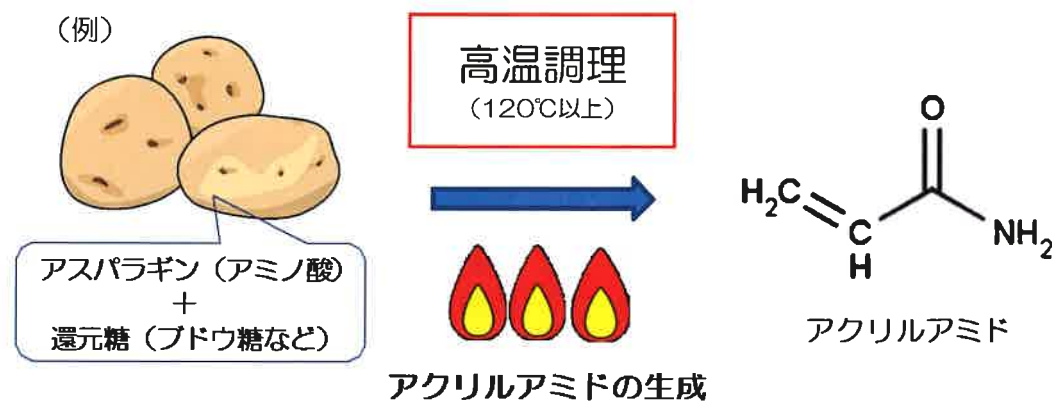 （例）
アスパラギン（アミノ酸）
＋
還元糖（ブドウ糖など）
高温調理
（120℃以上）
O
H₂C
C
H
NH₂
アクリルアミド
アクリルアミドの生成